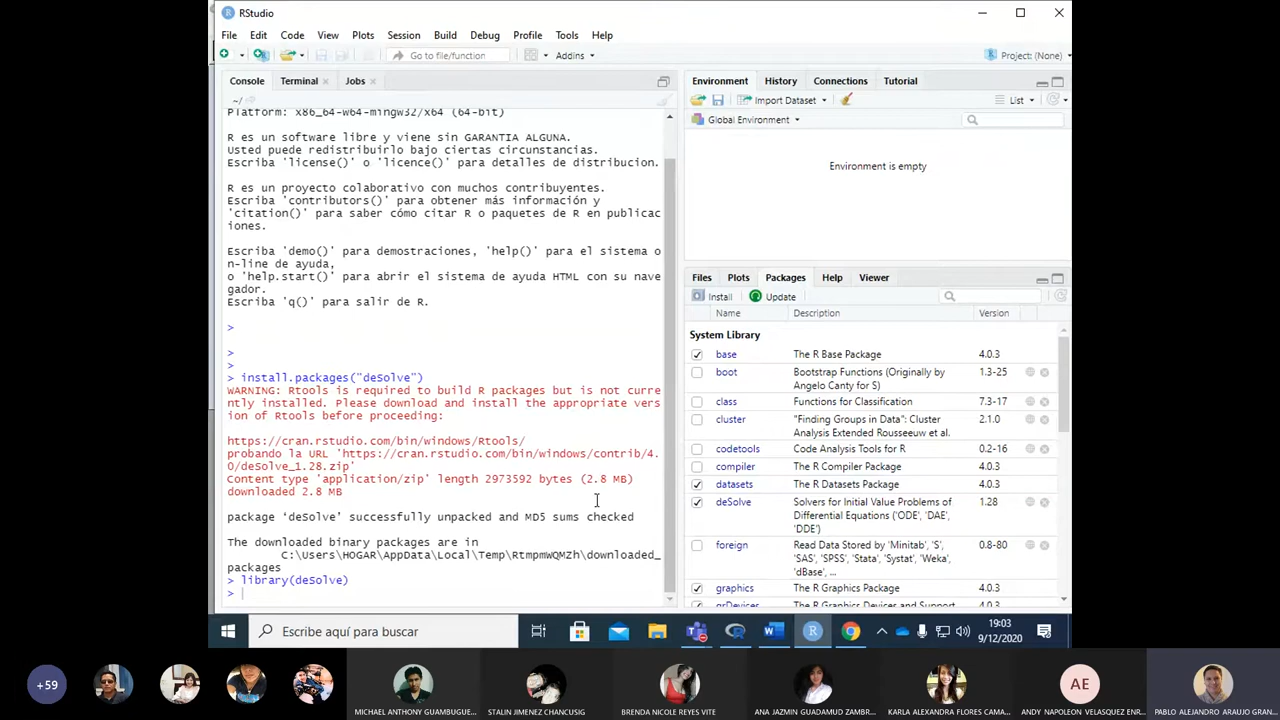 RStudio
File Edit Code View Plots Session Build Debug Profile Tools Help
Go to file/function Addins Project: (None)
Console Terminal Jobs
~/
Platform: x86_64-w64-mingw32/x64 (64-bit)
R es un software libre y viene sin GARANTIA ALGUNA.
Usted puede redistribuirlo bajo ciertas circunstancias.
Escriba 'license()' o 'licence()' para detalles de distribucion.
R es un proyecto colaborativo con muchos contribuyentes.
Escriba 'contributors()' para obtener más información y
'citation()' para saber cómo citar R o paquetes de R en publicac
iones.
Escriba 'demo()' para demostraciones, 'help()' para el sistema o
n-line de ayuda,
o 'help.start()' para abrir el sistema de ayuda HTML con su nave
gador.
Escriba 'q()' para salir de R.
>
>
>
> install.packages("deSolve")
WARNING: Rtools is required to build R packages but is not curre
ntly installed. Please download and install the appropriate vers
ion of Rtools before proceeding:
https://cran.rstudio.com/bin/windows/Rtools/
probando la URL 'https://cran.rstudio.com/bin/windows/contrib/4.
0/deSolve_1.28.zip'
Content type 'application/zip' length 2973592 bytes (2.8 MB)
downloaded 2.8 MB
package ‘deSolve’ successfully unpacked and MD5 sums checked
The downloaded binary packages are in
C:\Users\HOGAR\AppData\Local\Temp\RtmpmWQMZh\downloaded_
packages
> library(deSolve)
>
Environment History Connections Tutorial
Import Dataset List
Global Environment
Environment is empty
Files Plots Packages Help Viewer
Install Update
Name Description Version
System Library
base The R Base Package 4.0.3
boot Bootstrap Functions (Originally by 1.3-25
Angelo Canty for S)
class Functions for Classification 7.3-17
cluster "Finding Groups in Data": Cluster 2.1.0
Analysis Extended Rousseeuw et al.
codetools Code Analysis Tools for R 0.2-16
compiler The R Compiler Package 4.0.3
datasets The R Datasets Package 4.0.3
deSolve Solvers for Initial Value Problems of 1.28
Differential Equations ('ODE', 'DAE',
'DDE')
foreign Read Data Stored by 'Minitab', 'S', 0.8-80
'SAS', 'SPSS', 'Stata', 'Systat', 'Weka',
'dBase', ...
graphics The R Graphics Package 4.0.3
grDevices The R Graphics Devices and Support 4.0.3
Escribe aquí para buscar
19:03
9/12/2020
+59
AE
MICHAEL ANTHONY GUAMBUGUE... STALIN JIMENEZ CHANCUSIG BRENDA NICOLE REYES VITE ANA JAZMIN GUADAMUD ZAMBR... KARLA ALEXANDRA FLORES CAMA... ANDY NAPOLEON VELASQUEZ ENR... PABLO ALEJANDRO ARAUJO GRAN...